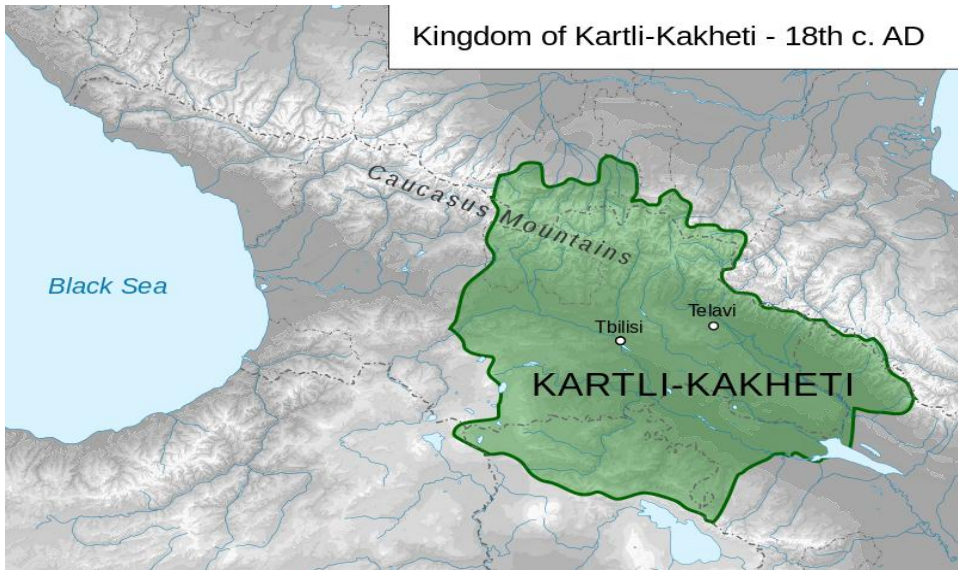 Kingdom of Kartli-Kakheti - 18th c. AD
Caucasus Mountains
Black Sea
Telavi
Tbilisi
KARTLI-KAKHETI